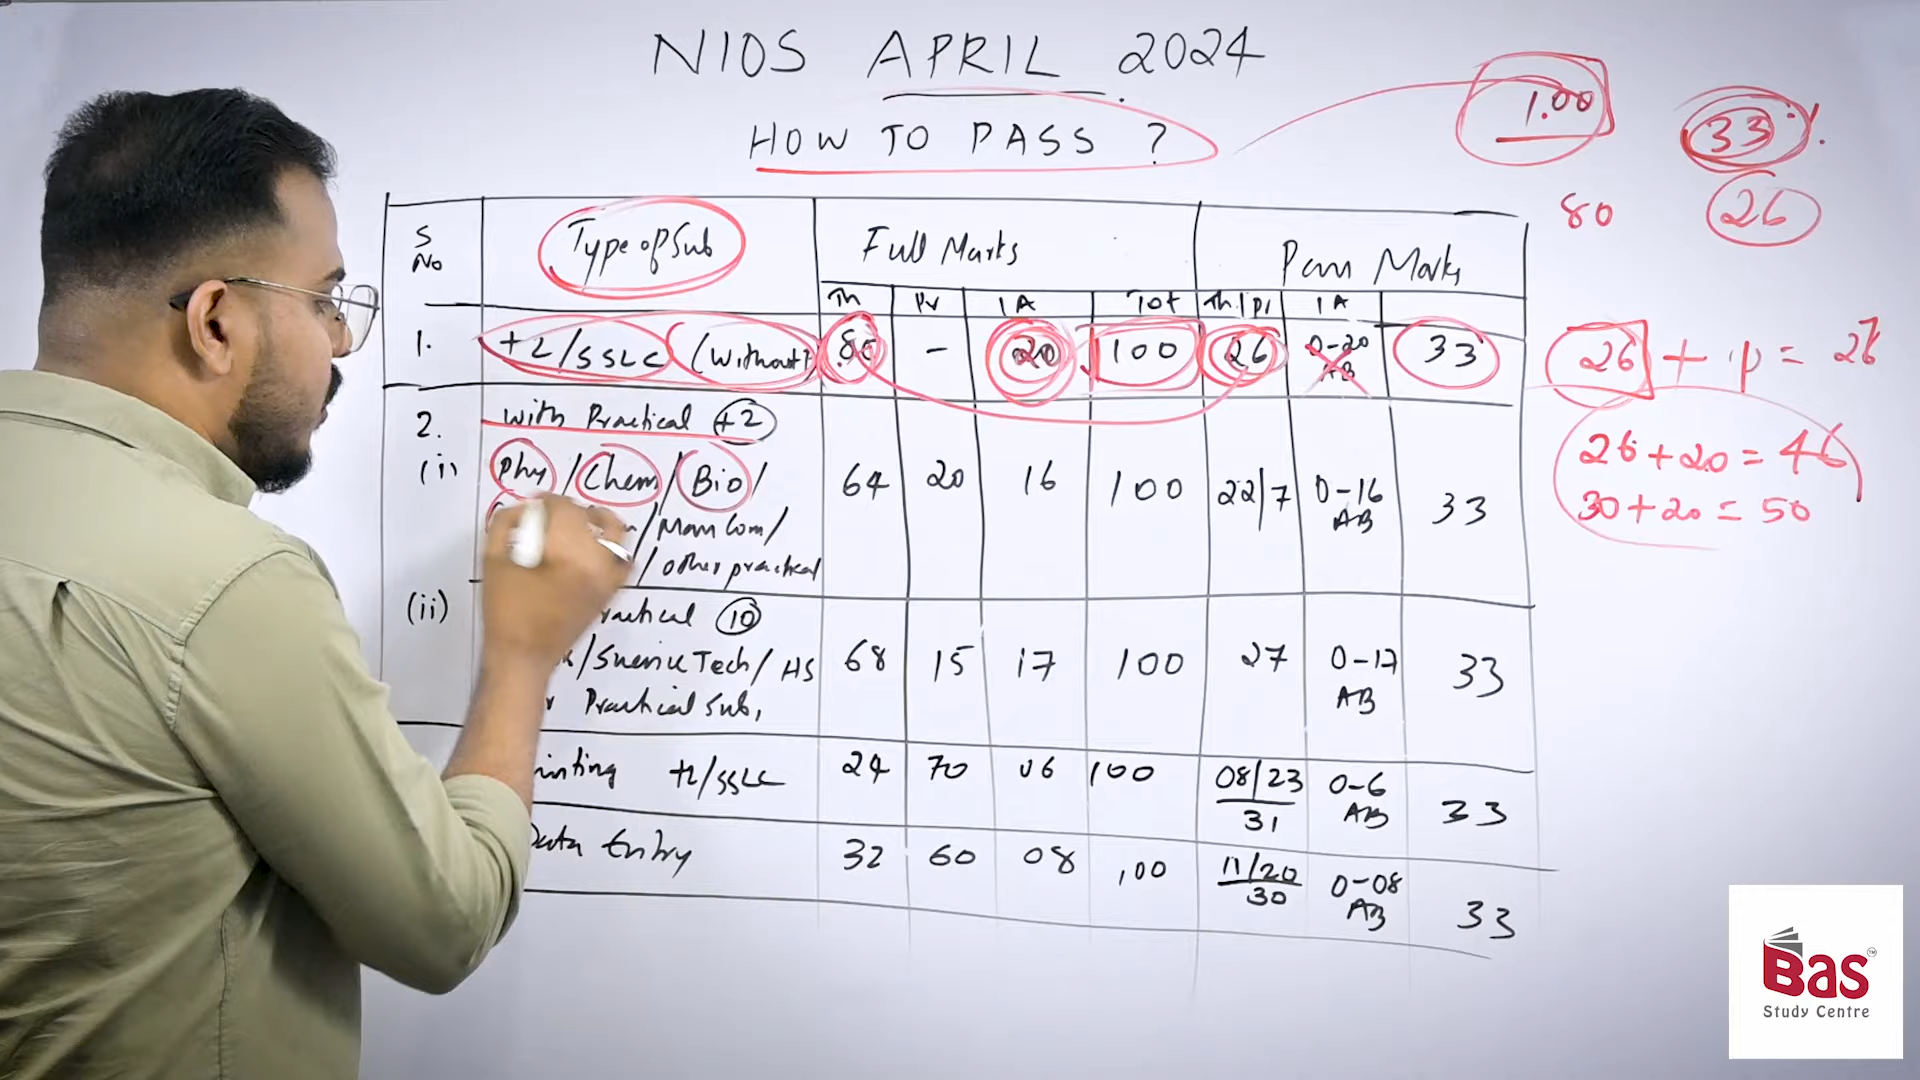 NIOS APRIL 2024
HOW TO PASS ?
1.00
33 %
80 26
S No Type of Sub Full Marks Pass Marks
Th Pr IA Tot Th/Pr IA
1. +2/SSLC (Without) 80 - 20 100 26 0-20 AB 33
26 + P = 26
26+20=46
30+20=50
2. with Practical +2
(i) Phy/Chem/Bio/ 64 20 16 100 22/7 0-16 AB 33
/Mass Com/
/other practical
(ii) Practical 10
/Science Tech/HS 68 15 17 100 27 0-17 AB 33
Practical Sub,
inting +2/SSLC 24 70 06 100 08/23 31 0-6 AB 33
Data Entry 32 60 08 100 11/20 30 0-08 AB 33
Bas
Study Centre